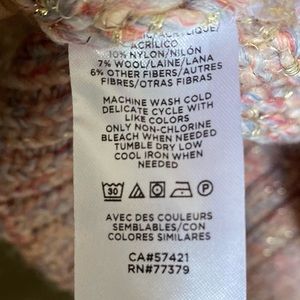 ACRÍLICO
10% NYLON/NILÓN
7% WOOL/LAINE/LANA
6% OTHER FIBERS/AUTRES
FIBRES/OTRAS FIBRAS
MACHINE WASH COLD
DELICATE CYCLE WITH
LIKE COLORS
ONLY NON-CHLORINE
BLEACH WHEN NEEDED
TUMBLE DRY LOW
COOL IRON WHEN
NEEDED
30
AVEC DES COULEURS
SEMBLABLES/CON
COLORES SIMILARES
CA#57421
RN#77379